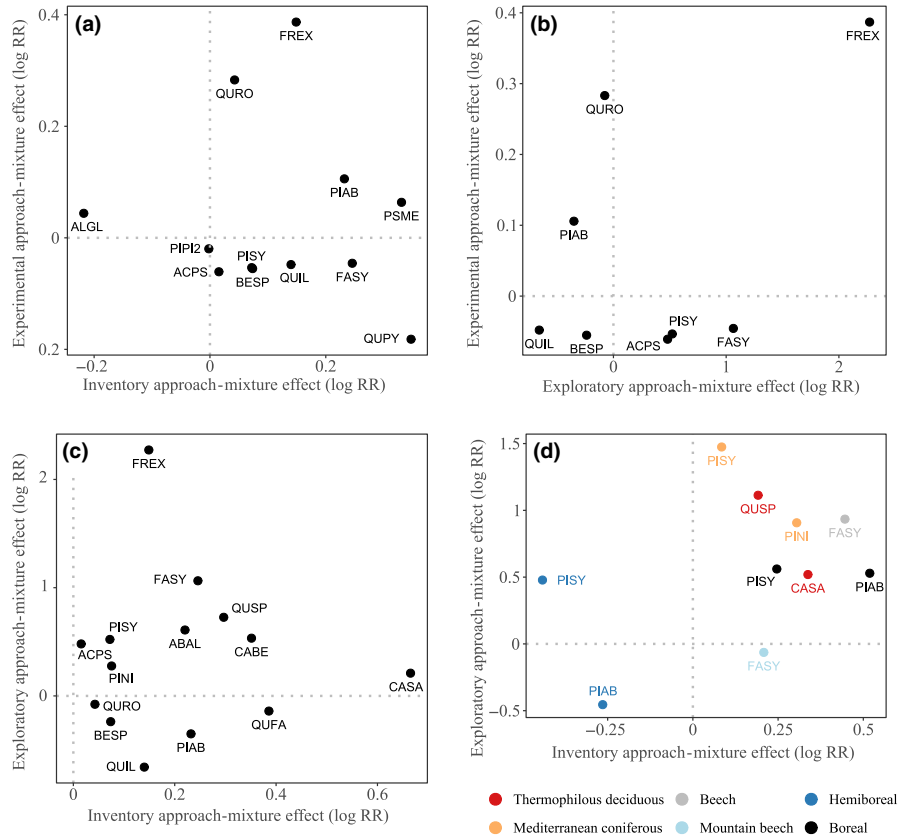 (a)
0.4
0.2
0
0.2
−0.2
0
0.2
Experimental approach-mixture effect (log RR)
Inventory approach-mixture effect (log RR)
FREX
QURO
PIAB
PSME
ALGL
PIPI2
PISY
ACPS
BESP
QUIL
FASY
QUPY
(b)
0.4
0.3
0.2
0.1
0
0
1
2
Experimental approach-mixture effect (log RR)
Exploratory approach-mixture effect (log RR)
FREX
QURO
PIAB
QUIL
BESP
ACPS
PISY
FASY
(c)
2
1
0
0
0.2
0.4
0.6
Exploratory approach-mixture effect (log RR)
Inventory approach-mixture effect (log RR)
FREX
FASY
QUSP
PISY
ABAL
CABE
ACPS
PINI
CASA
QURO
BESP
PIAB
QUFA
QUIL
(d)
1.5
1
0.5
0
−0.5
−0.25
0
0.25
0.5
Exploratory approach-mixture effect (log RR)
Inventory approach-mixture effect (log RR)
PISY
QUSP
PINI
FASY
PISY
PISY
CASA
PIAB
FASY
PIAB
Thermophilous deciduous
Beech
Hemiboreal
Mediterranean coniferous
Mountain beech
Boreal